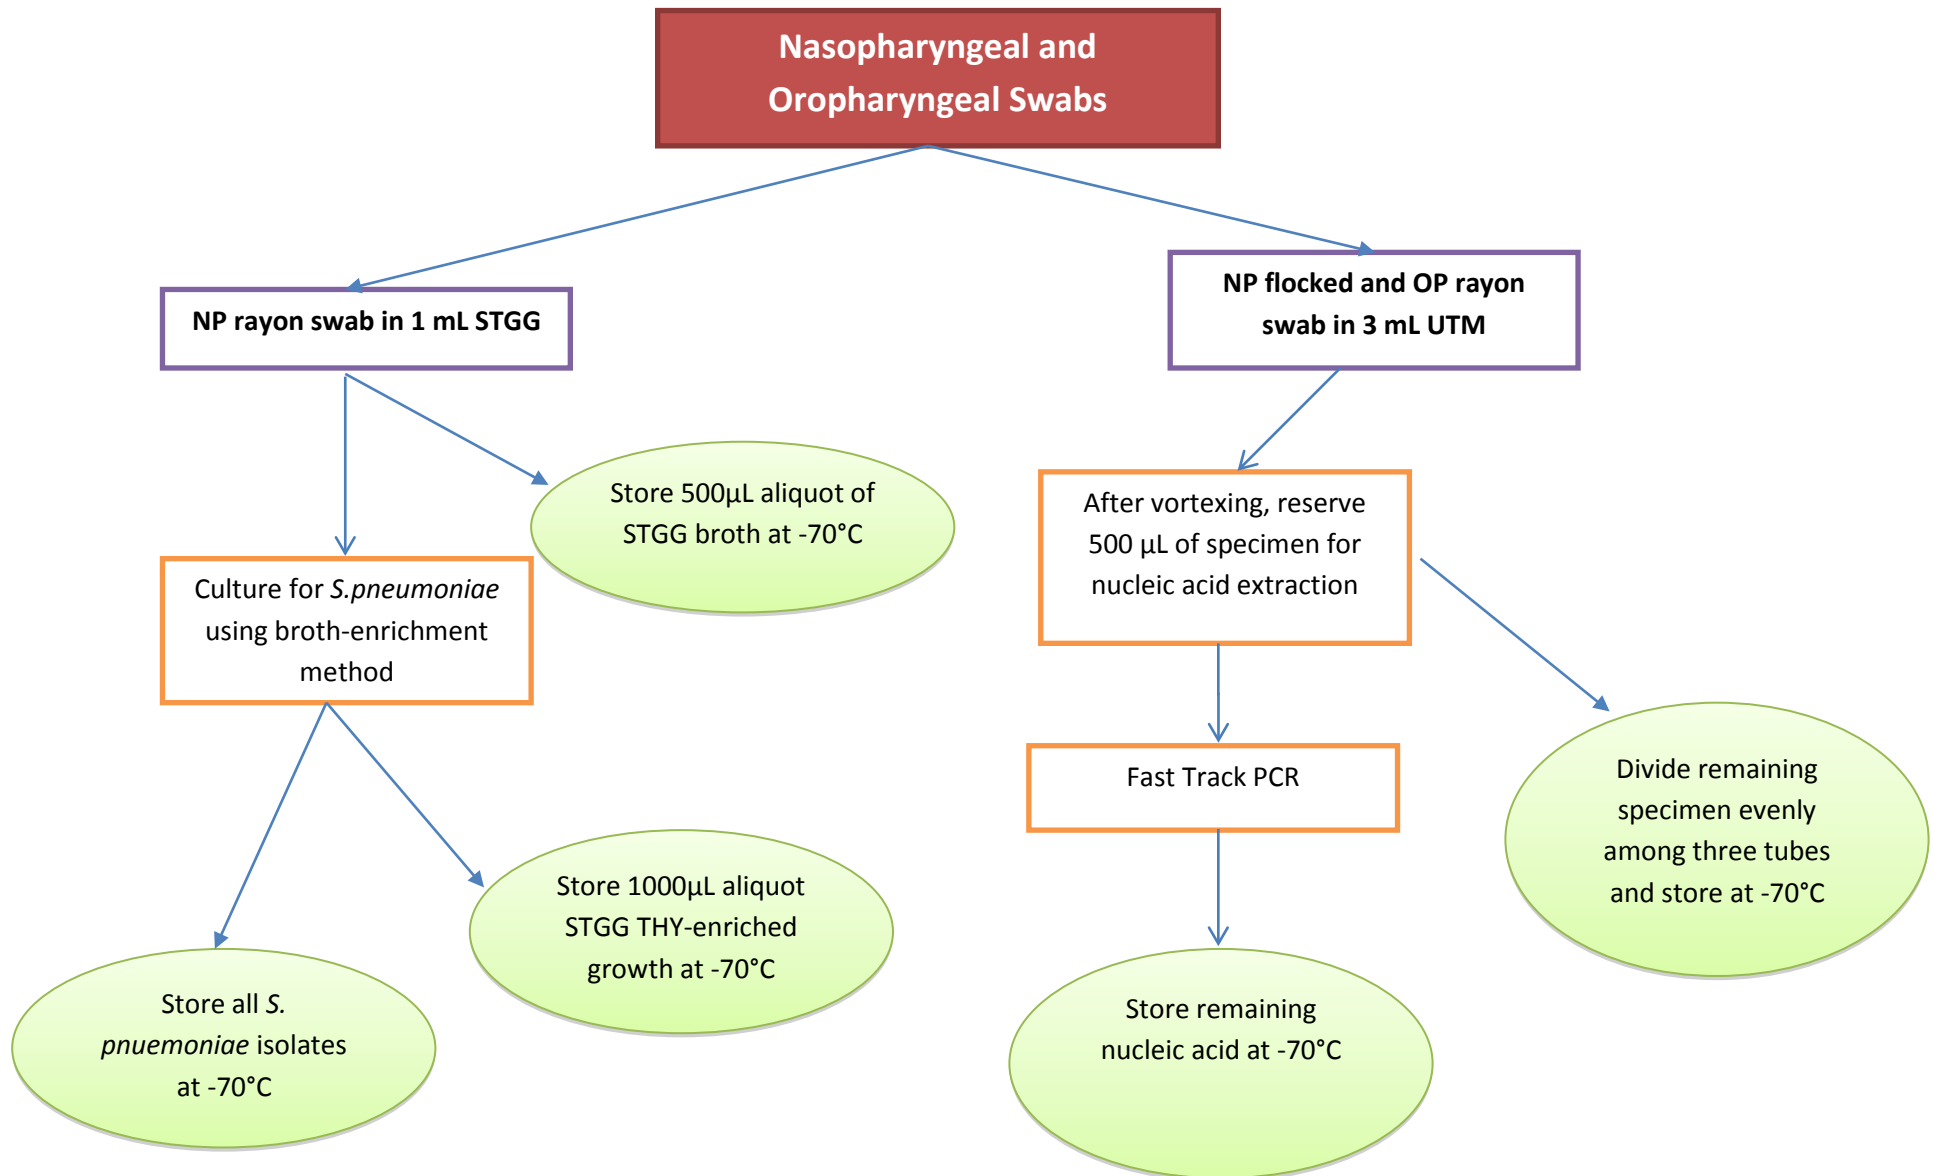 Nasopharyngeal and
Oropharyngeal Swabs
NP rayon swab in 1 mL STGG
NP flocked and OP rayon
swab in 3 mL UTM
Store 500µL aliquot of
STGG broth at -70°C
After vortexing, reserve
500 µL of specimen for
nucleic acid extraction
Culture for S.pneumoniae
using broth-enrichment
method
Fast Track PCR
Divide remaining
specimen evenly
among three tubes
and store at -70°C
Store 1000µL aliquot
STGG THY-enriched
growth at -70°C
Store all S.
pnuemoniae isolates
at -70°C
Store remaining
nucleic acid at -70°C